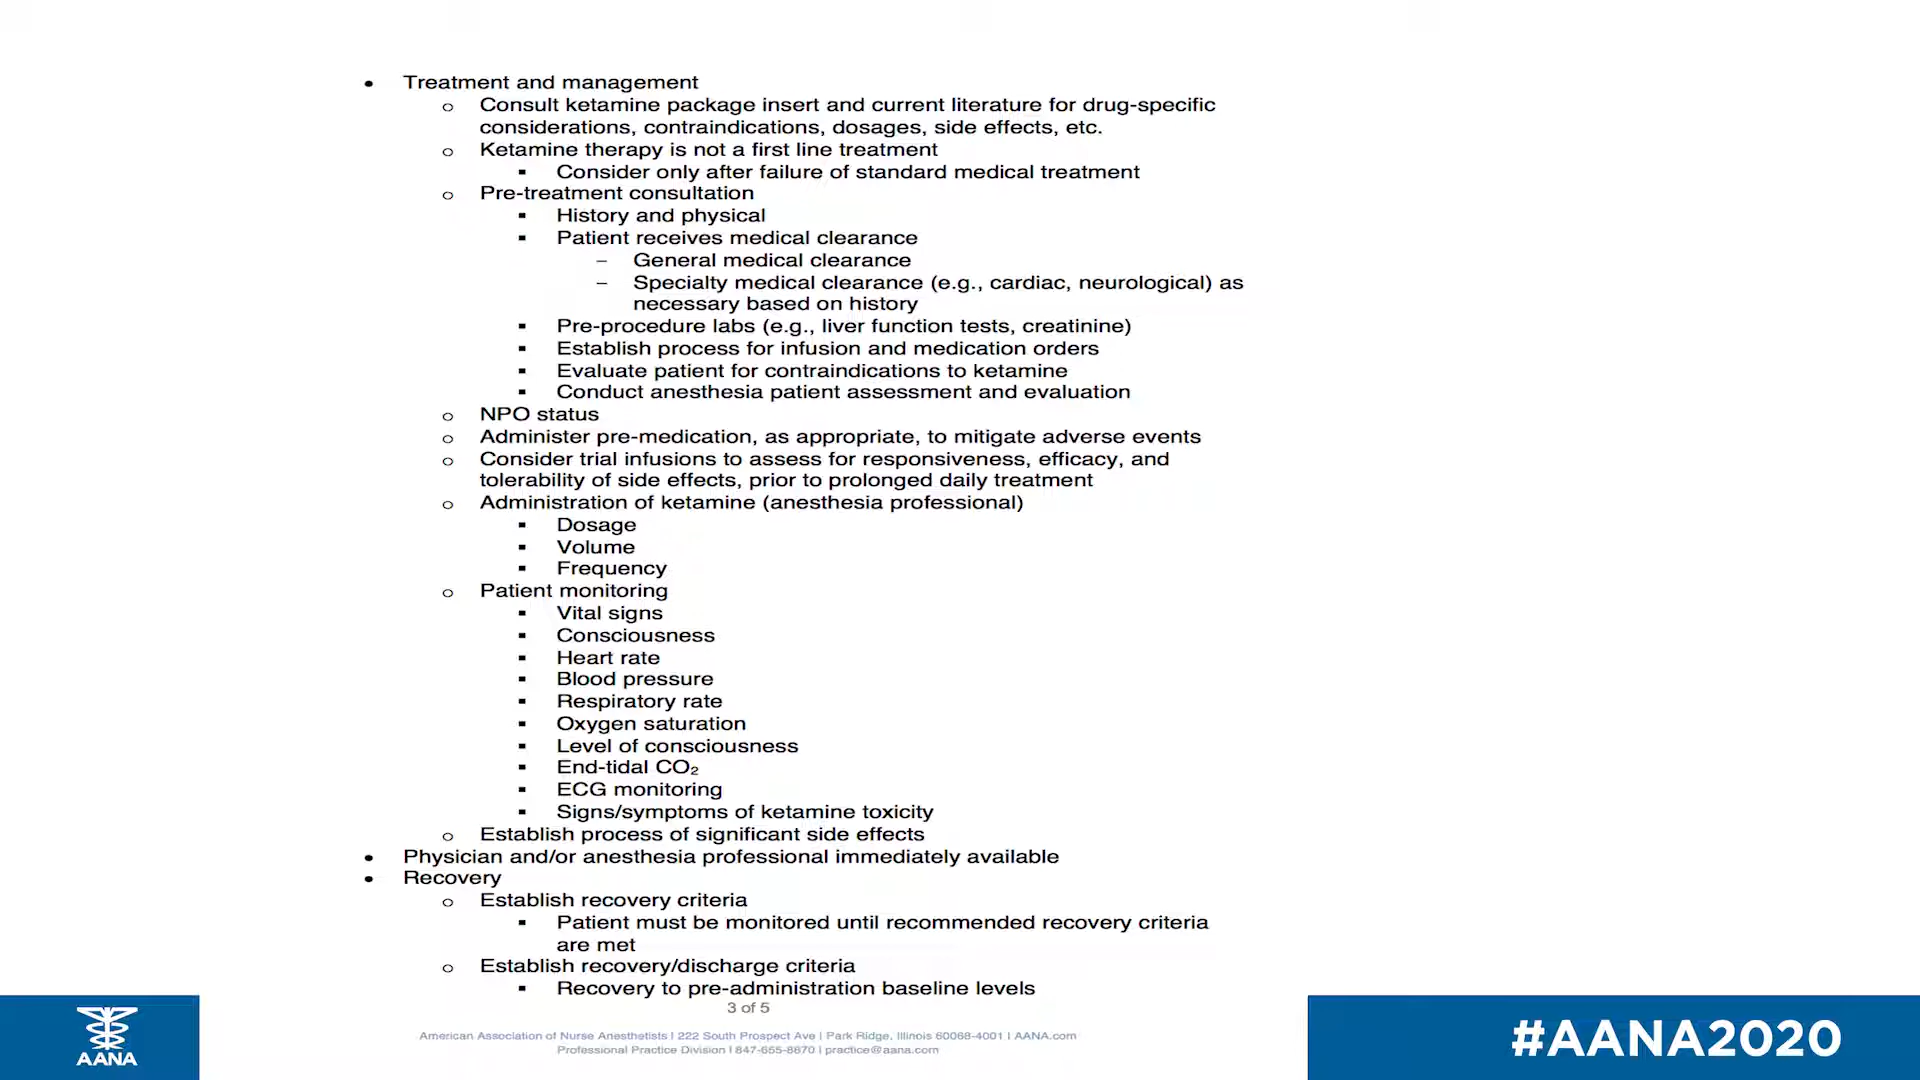 • Treatment and management
o Consult ketamine package insert and current literature for drug-specific
considerations, contraindications, dosages, side effects, etc.
o Ketamine therapy is not a first line treatment
▪ Consider only after failure of standard medical treatment
o Pre-treatment consultation
▪ History and physical
▪ Patient receives medical clearance
– General medical clearance
– Specialty medical clearance (e.g., cardiac, neurological) as
necessary based on history
▪ Pre-procedure labs (e.g., liver function tests, creatinine)
▪ Establish process for infusion and medication orders
▪ Evaluate patient for contraindications to ketamine
▪ Conduct anesthesia patient assessment and evaluation
o NPO status
o Administer pre-medication, as appropriate, to mitigate adverse events
o Consider trial infusions to assess for responsiveness, efficacy, and
tolerability of side effects, prior to prolonged daily treatment
o Administration of ketamine (anesthesia professional)
▪ Dosage
▪ Volume
▪ Frequency
o Patient monitoring
▪ Vital signs
▪ Consciousness
▪ Heart rate
▪ Blood pressure
▪ Respiratory rate
▪ Oxygen saturation
▪ Level of consciousness
▪ End-tidal CO₂
▪ ECG monitoring
▪ Signs/symptoms of ketamine toxicity
o Establish process of significant side effects
• Physician and/or anesthesia professional immediately available
• Recovery
o Establish recovery criteria
▪ Patient must be monitored until recommended recovery criteria
are met
o Establish recovery/discharge criteria
▪ Recovery to pre-administration baseline levels
3 of 5
American Association of Nurse Anesthetists | 222 South Prospect Ave | Park Ridge, Illinois 60068-4001 | AANA.com
Professional Practice Division | 847-655-8870 | practice@aana.com
AANA
#AANA2020